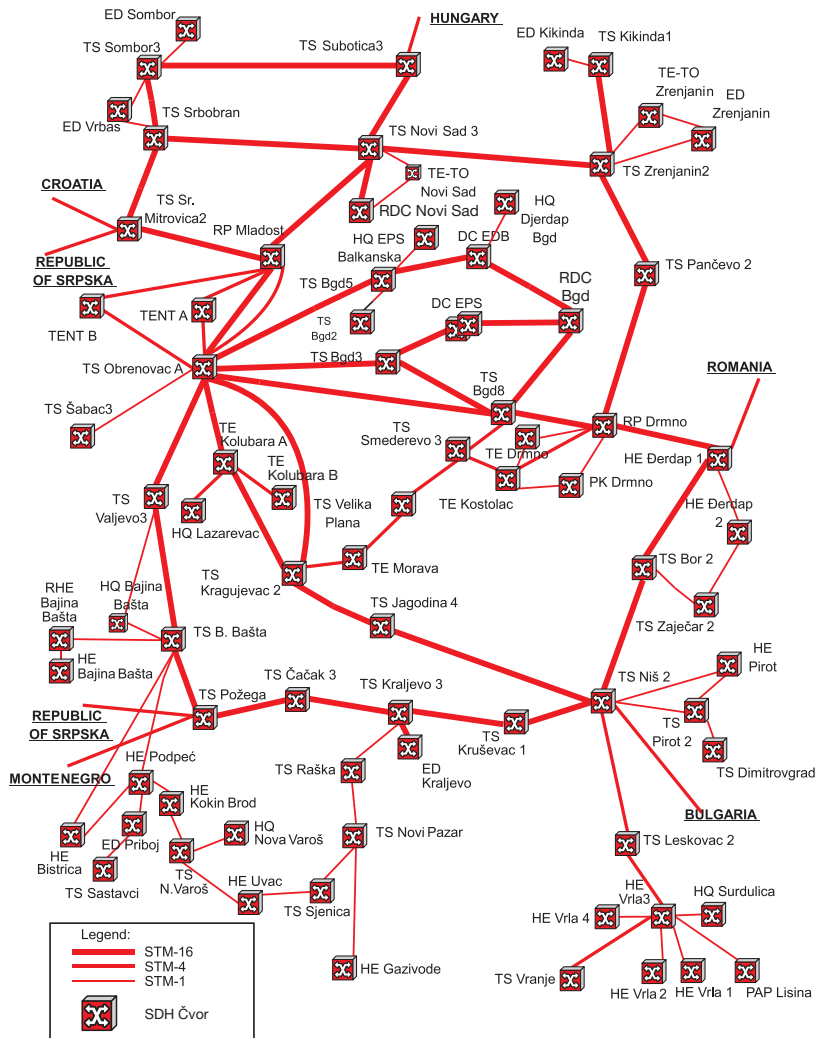 ED Sombor
HUNGARY
TS Sombor3
TS Subotica3
ED Kikinda
TS Kikinda1
TE-TO
Zrenjanin
ED
Zrenjanin
TS Srbobran
ED Vrbas
TS Novi Sad 3
TS Zrenjanin2
TE-TO
Novi Sad
RDC Novi Sad
CROATIA
TS Sr.
Mitrovica2
HQ
Djerdap
Bgd
RP Mladost
HQ EPS
Balkanska
DC EDB
REPUBLIC
OF SRPSKA
TS Bgd5
RDC
Bgd
TS Pančevo 2
TENT B
TENT A
TS
Bgd2
DC EPS
TS Obrenovac A
TS Bgd3
ROMANIA
TS
Bgd8
TS Šabac3
TE
Kolubara A
TS
Smederevo 3
TE Drmno
RP Drmno
HE Đerdap 1
TE
Kolubara B
TS
Valjevo3
HQ Lazarevac
TS Velika
Plana
TE Kostolac
PK Drmno
HE Đerdap
2
TE Morava
TS Bor 2
TS
Kragujevac 2
RHE
Bajina
Bašta
HQ Bajina
Bašta
TS Jagodina 4
TS Zaječar 2
TS B. Bašta
HE
Bajina Bašta
HE
Pirot
TS Čačak 3
TS Kraljevo 3
TS Niš 2
TS Požega
REPUBLIC
OF SRPSKA
TS
Kruševac 1
TS
Pirot 2
TS Dimitrovgrad
ED
Kraljevo
HE Podpeć
TS Raška
MONTENEGRO
HE
Kokin Brod
BULGARIA
ED Priboj
HQ
Nova Varoš
TS Novi Pazar
TS Leskovac 2
HE
Bistrica
TS Sastavci
TS
N.Varoš
HE Uvac
TS Sjenica
HE
Vrla3
HQ Surdulica
HE Vrla 4
Legend:
STM-16
STM-4
STM-1
SDH Čvor
HE Gazivode
TS Vranje
HE Vrla 2
HE Vrla 1
PAP Lisina